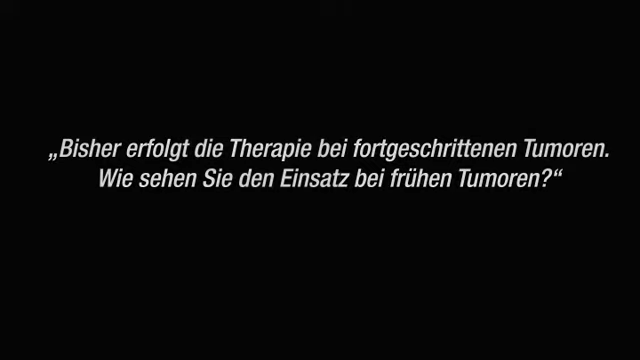 „Bisher erfolgt die Therapie bei fortgeschrittenen Tumoren.
Wie sehen Sie den Einsatz bei frühen Tumoren?“